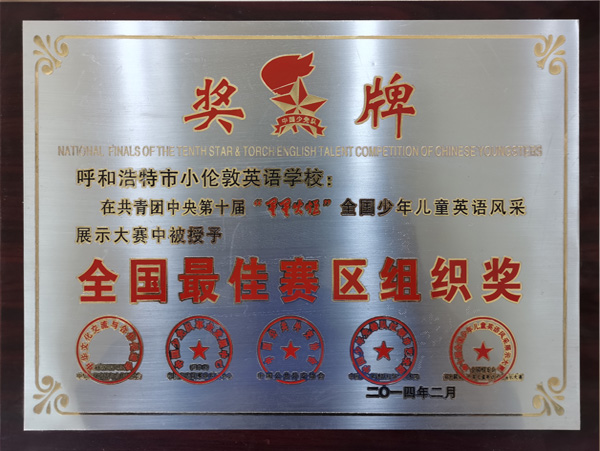 奖 牌
中国少先队
NATIONAL FINALS OF THE TENTH STAR & TORCH ENGLISH TALENT COMPETITION OF CHINESE YOUNGSTERS
呼和浩特市小伦敦英语学校：
在共青团中央第十届“星星火炬”全国少年儿童英语风采
展示大赛中被授予
全国最佳赛区组织奖
二〇一四年二月